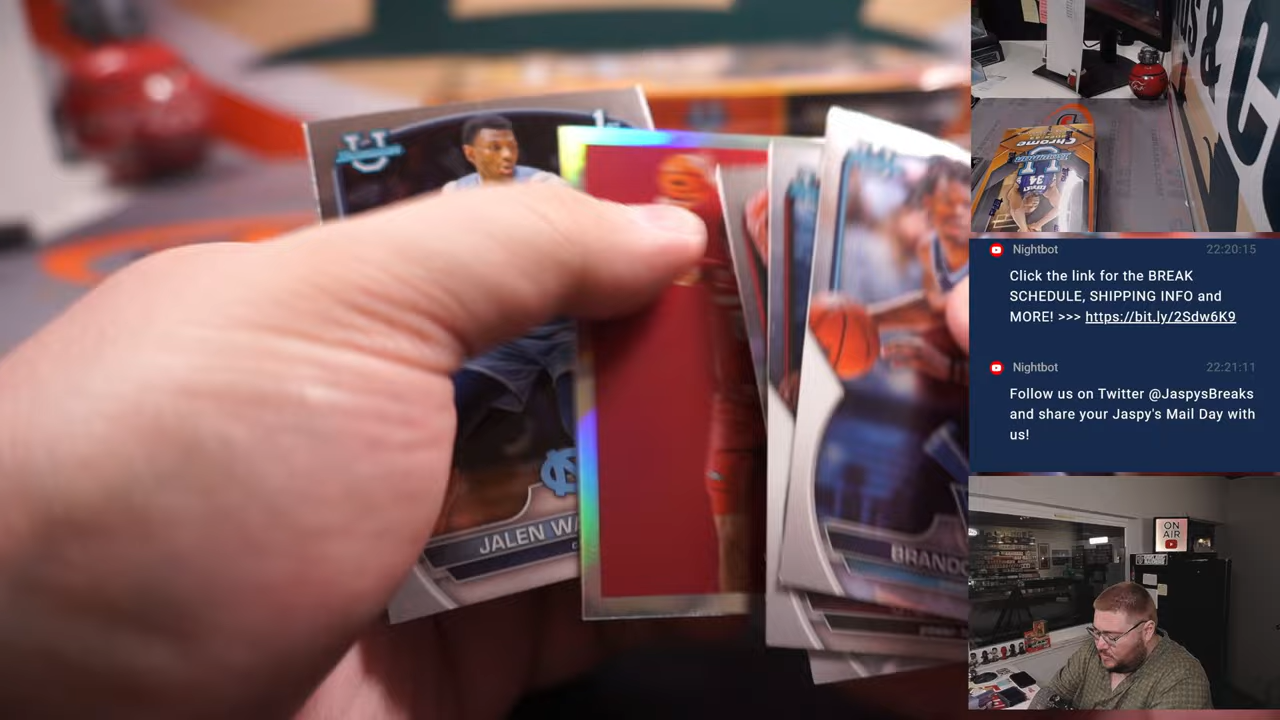 JALEN WA
BRANDO
S & C
Chrome
34
Nightbot 22:20:15
Click the link for the BREAK
SCHEDULE, SHIPPING INFO and
MORE! >>> https://bit.ly/2Sdw6K9
Nightbot 22:21:11
Follow us on Twitter @JaspysBreaks
and share your Jaspy's Mail Day with
us!
ON
AIR